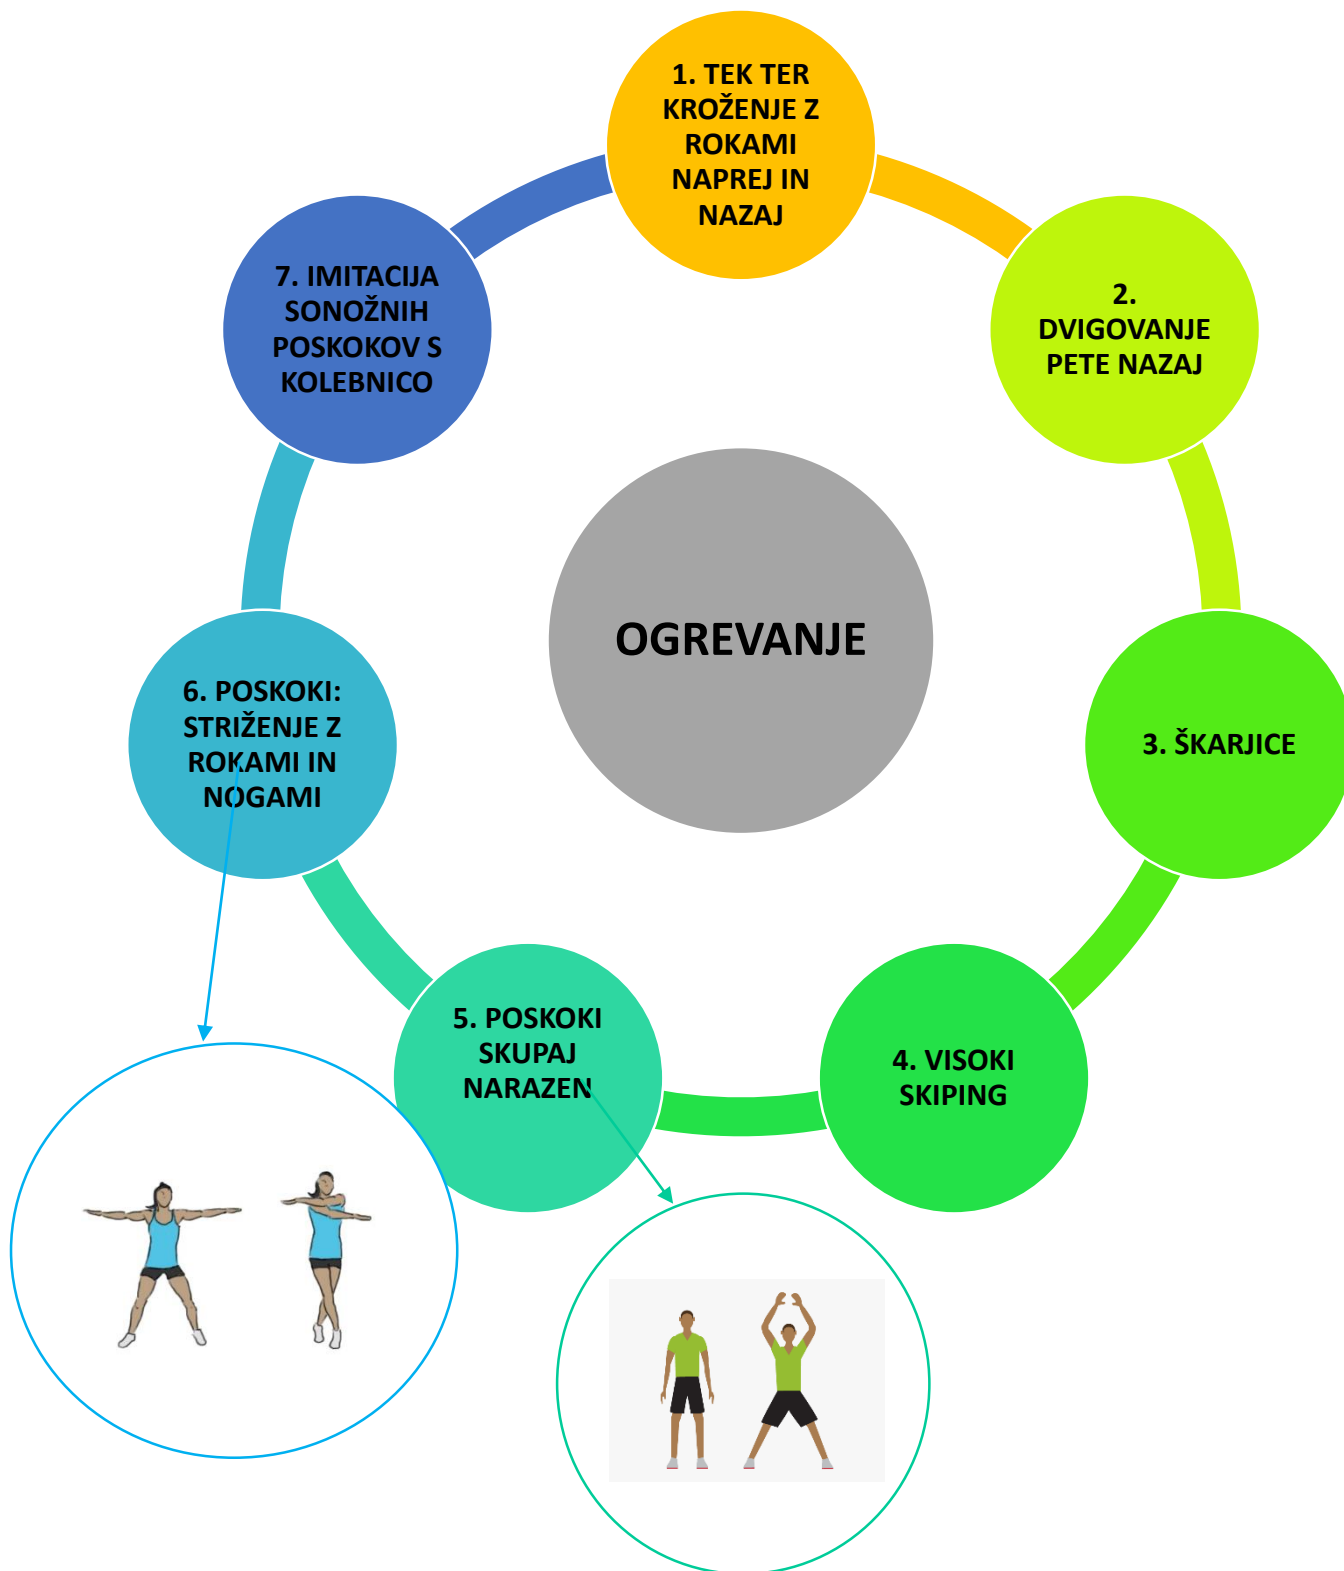 1. TEK TER
KROŽENJE Z
ROKAMI
NAPREJ IN
NAZAJ
2.
DVIGOVANJE
PETE NAZAJ
3. ŠKARJICE
4. VISOKI
SKIPING
5. POSKOKI
SKUPAJ
NARAZEN
6. POSKOKI:
STRIŽENJE Z
ROKAMI IN
NOGAMI
7. IMITACIJA
SONOŽNIH
POSKOKOV S
KOLEBNICO
OGREVANJE